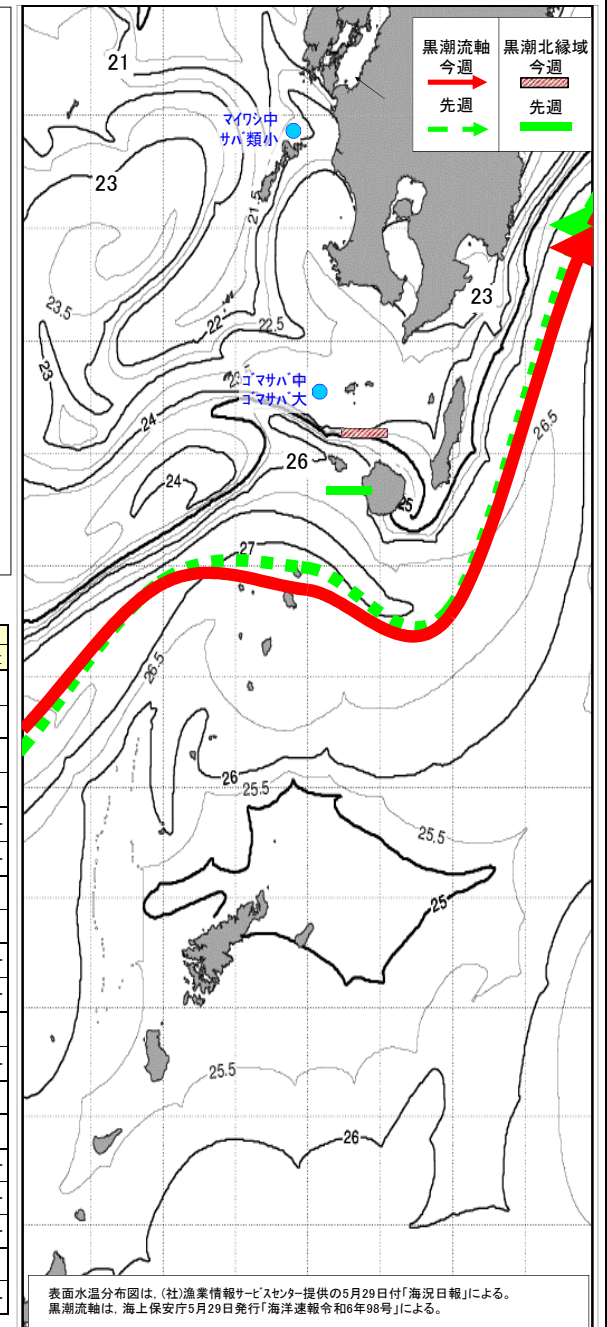 黒潮流軸 黒潮北縁域
今週 今週
先週 先週
21
マイワシ中
サバ類小
23
21.5
23
23.5
22
22.5
23
ゴマサバ中
ゴマサバ大
24
26.5
24
26
25
27
26.5
26
25.5
25.5
25
25.5
26
表面水温分布図は,(社)漁業情報サービスセンター提供の5月29日付「海況日報」による。
黒潮流軸は,海上保安庁5月29日発行「海洋速報令和6年98号」による。